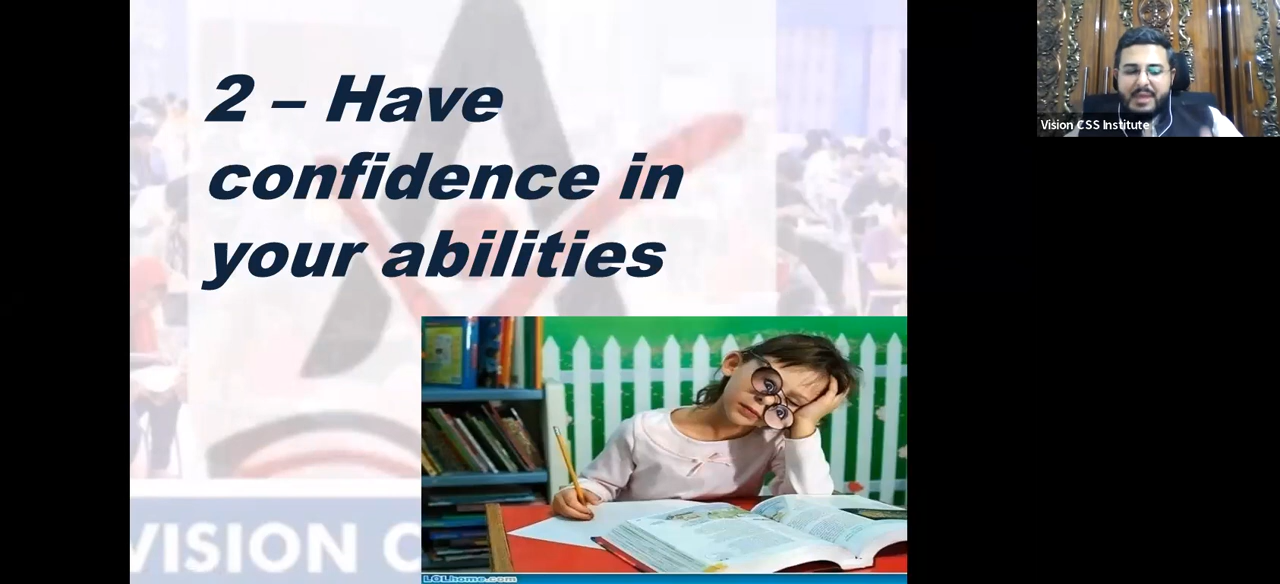 2 – Have
confidence in
your abilities
VISION C
LOLhome.com
Vision CSS Institute